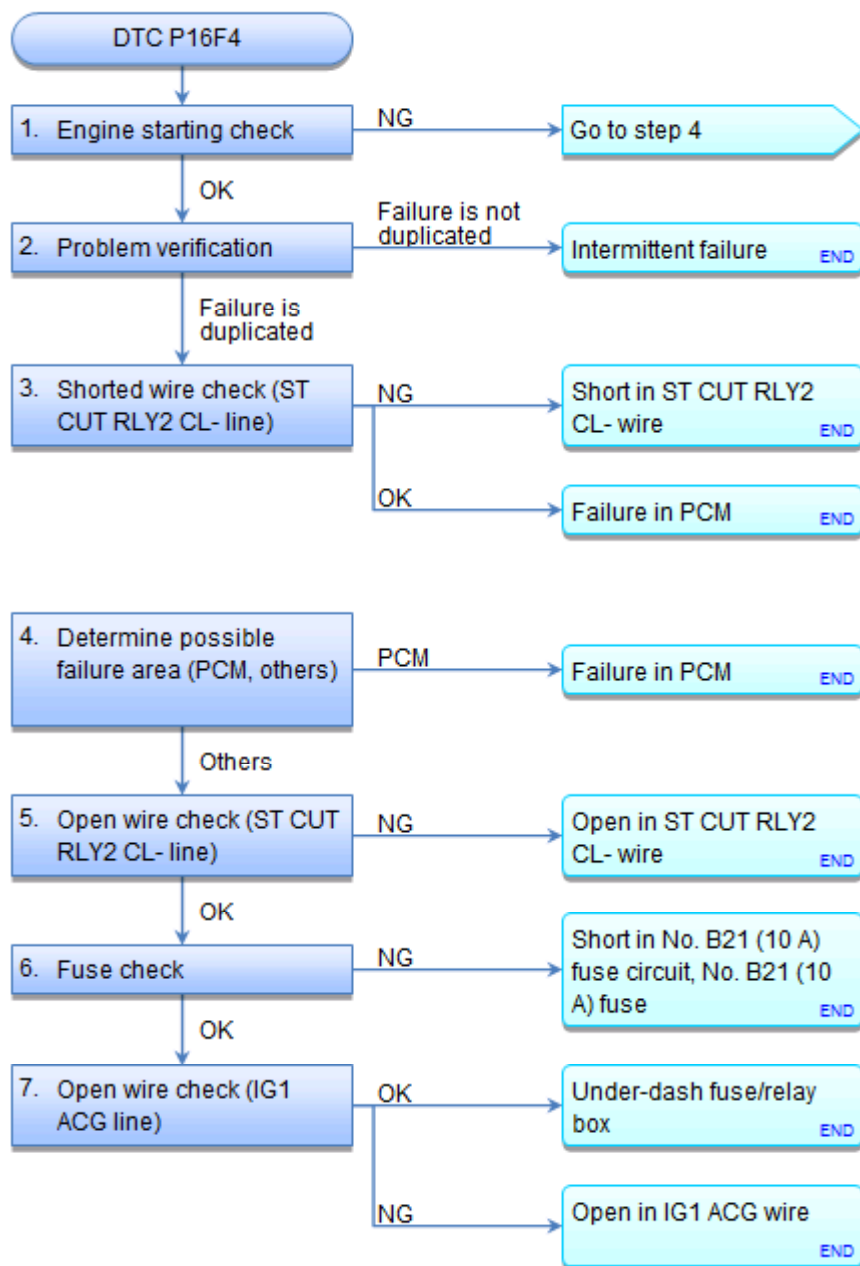 DTC P16F4
1. Engine starting check
NG
Go to step 4
OK
2. Problem verification
Failure is not
duplicated
Intermittent failure
END
Failure is
duplicated
3. Shorted wire check (ST
CUT RLY2 CL- line)
NG
Short in ST CUT RLY2
CL- wire
END
OK
Failure in PCM
END
4. Determine possible
failure area (PCM, others)
PCM
Failure in PCM
END
Others
5. Open wire check (ST CUT
RLY2 CL- line)
NG
Open in ST CUT RLY2
CL- wire
END
OK
6. Fuse check
NG
Short in No. B21 (10 A)
fuse circuit, No. B21 (10
A) fuse
END
OK
7. Open wire check (IG1
ACG line)
OK
Under-dash fuse/relay
box
END
NG
Open in IG1 ACG wire
END